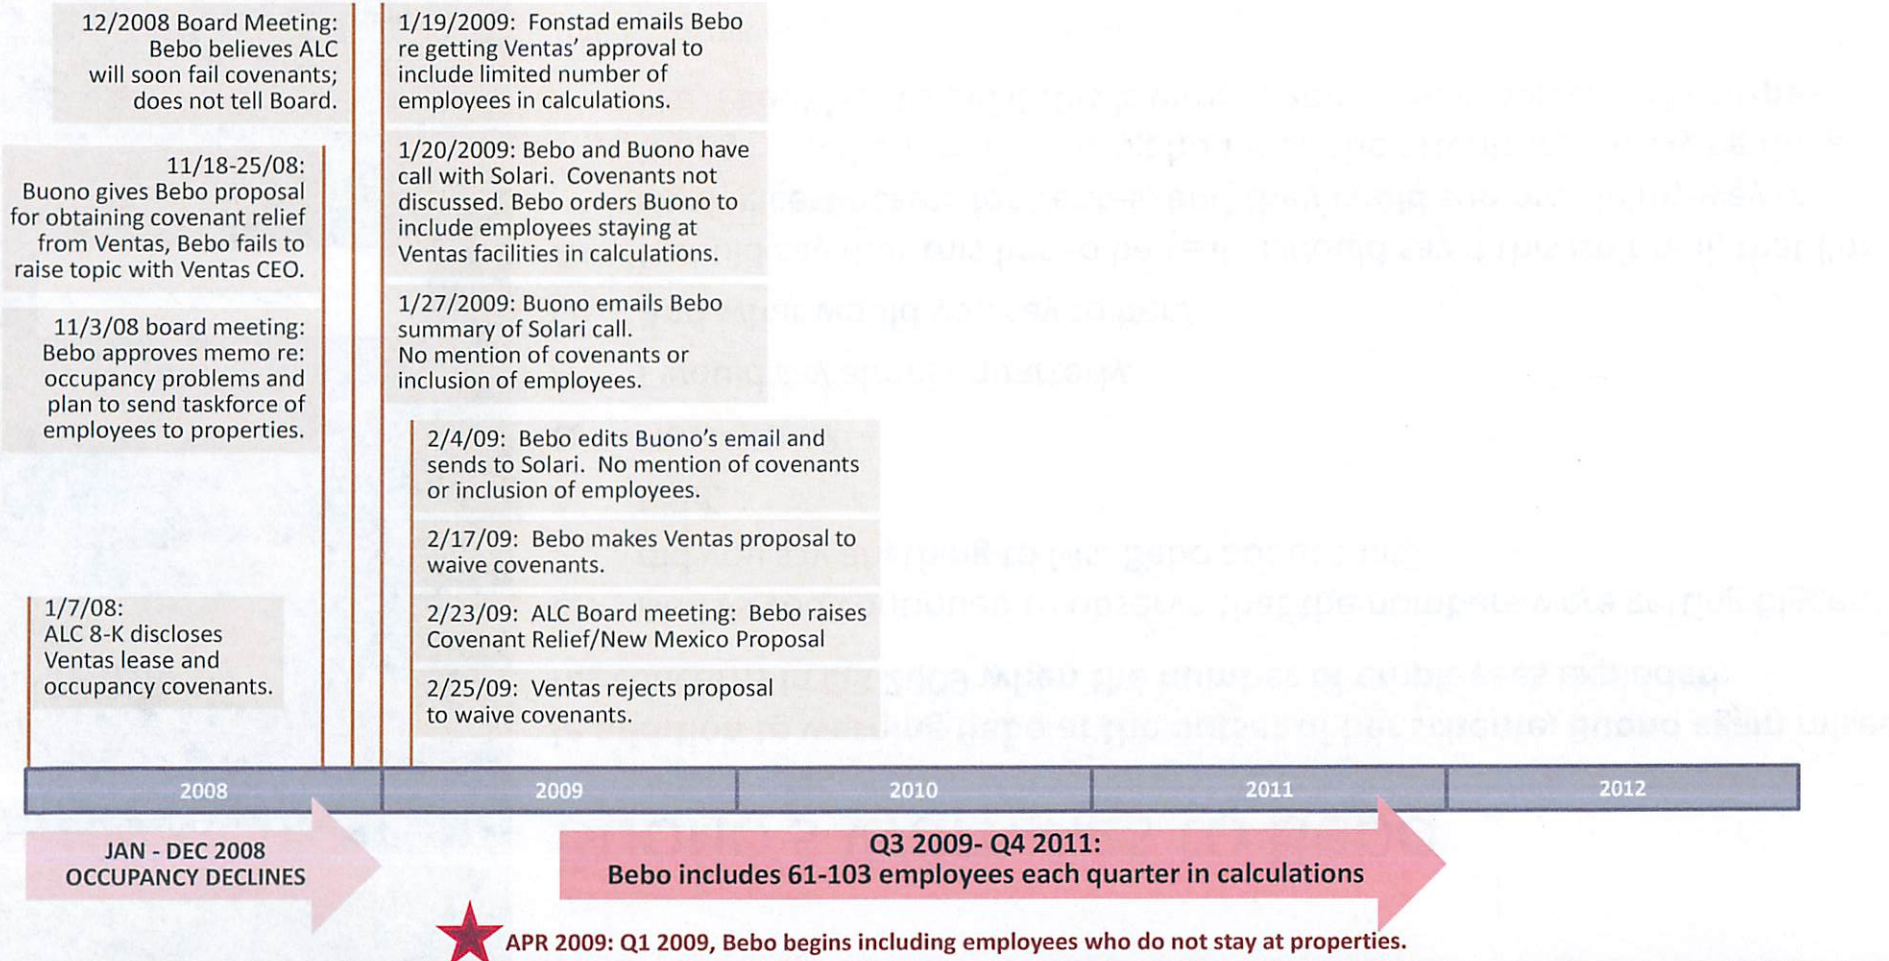 12/2008 Board Meeting:
Bebo believes ALC
will soon fail covenants;
does not tell Board.
11/18-25/08:
Buono gives Bebo proposal
for obtaining covenant relief
from Ventas, Bebo fails to
raise topic with Ventas CEO.
11/3/08 board meeting:
Bebo approves memo re:
occupancy problems and
plan to send taskforce of
employees to properties.
1/7/08:
ALC 8-K discloses
Ventas lease and
occupancy covenants.
1/19/2009: Fonstad emails Bebo
re getting Ventas' approval to
include limited number of
employees in calculations.
1/20/2009: Bebo and Buono have
call with Solari. Covenants not
discussed. Bebo orders Buono to
include employees staying at
Ventas facilities in calculations.
1/27/2009: Buono emails Bebo
summary of Solari call.
No mention of covenants or
inclusion of employees.
2/4/09: Bebo edits Buono's email and
sends to Solari. No mention of covenants
or inclusion of employees.
2/17/09: Bebo makes Ventas proposal to
waive covenants.
2/23/09: ALC Board meeting: Bebo raises
Covenant Relief/New Mexico Proposal
2/25/09: Ventas rejects proposal
to waive covenants.
2008 2009 2010 2011 2012
JAN - DEC 2008
OCCUPANCY DECLINES
Q3 2009- Q4 2011:
Bebo includes 61-103 employees each quarter in calculations
APR 2009: Q1 2009, Bebo begins including employees who do not stay at properties.